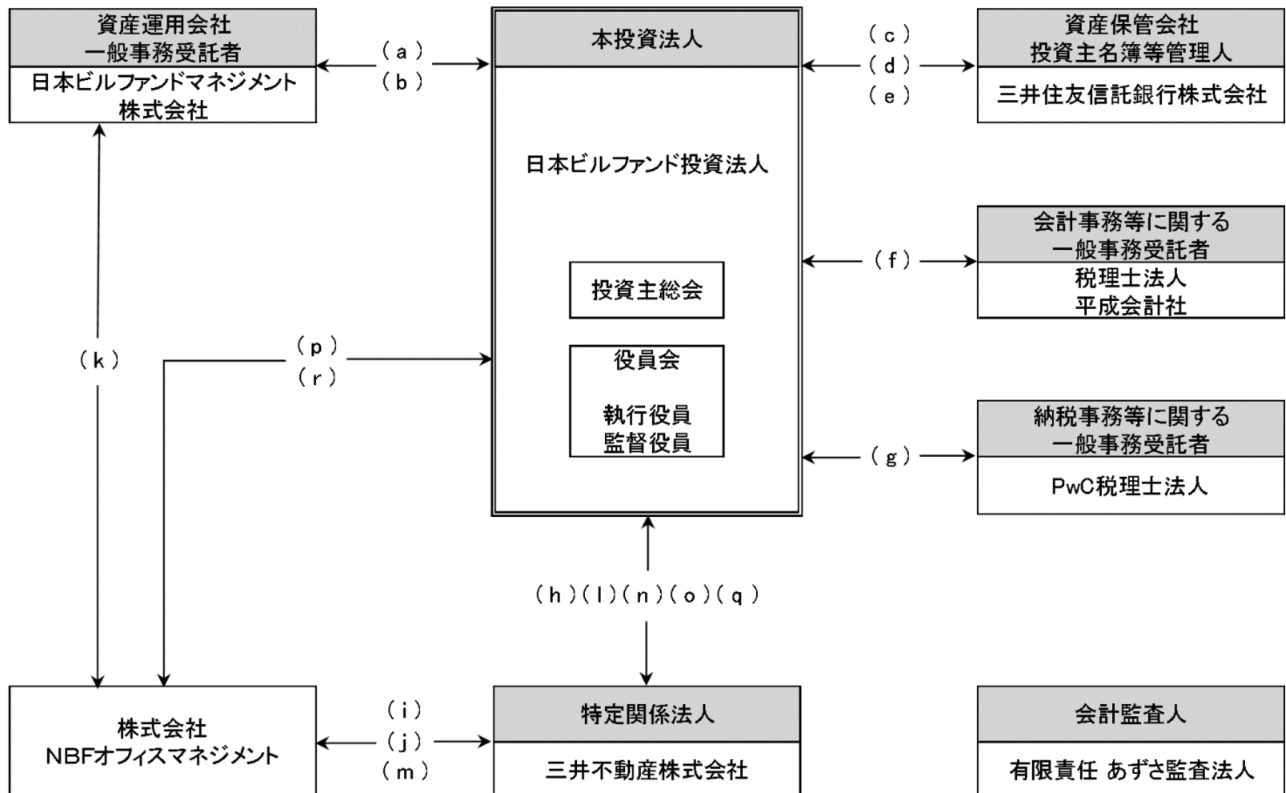 資産運用会社
一般事務受託者
日本ビルファンドマネジメント
株式会社
(a)
(b)
本投資法人
日本ビルファンド投資法人
投資主総会
役員会
執行役員
監督役員
(c)
(d)
(e)
資産保管会社
投資主名簿等管理人
三井住友信託銀行株式会社
(f)
会計事務等に関する
一般事務受託者
税理士法人
平成会計社
(g)
納税事務等に関する
一般事務受託者
PwC税理士法人
(k)
(p)
(r)
(h)(l)(n)(o)(q)
株式会社
NBFオフィスマネジメント
(i)
(j)
(m)
特定関係法人
三井不動産株式会社
会計監査人
有限責任 あずさ監査法人